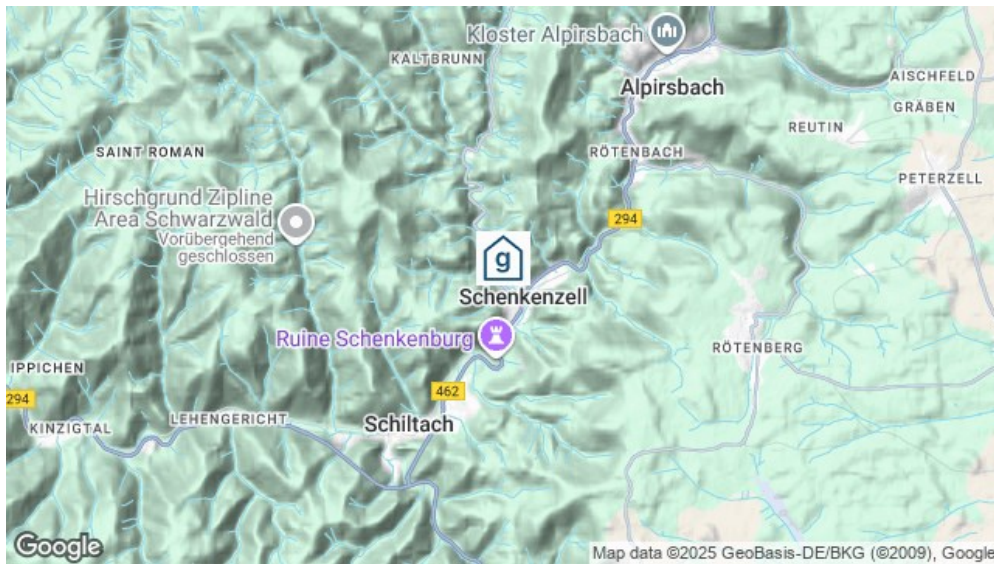 Kloster Alpirsbach
KALTBRUNN
Alpirsbach
AISCHFELD
GRÄBEN
REUTIN
SAINT ROMAN
RÖTENBACH
PETERZELL
Hirschgrund Zipline
Area Schwarzwald
Vorübergehend
geschlossen
294
g
Schenkenzell
Ruine Schenkenburg
RÖTENBERG
IPPICHEN
462
294
LEHENGERICHT
Schiltach
KINZIGTAL
Google
Map data ©2025 GeoBasis-DE/BKG (©2009), Google